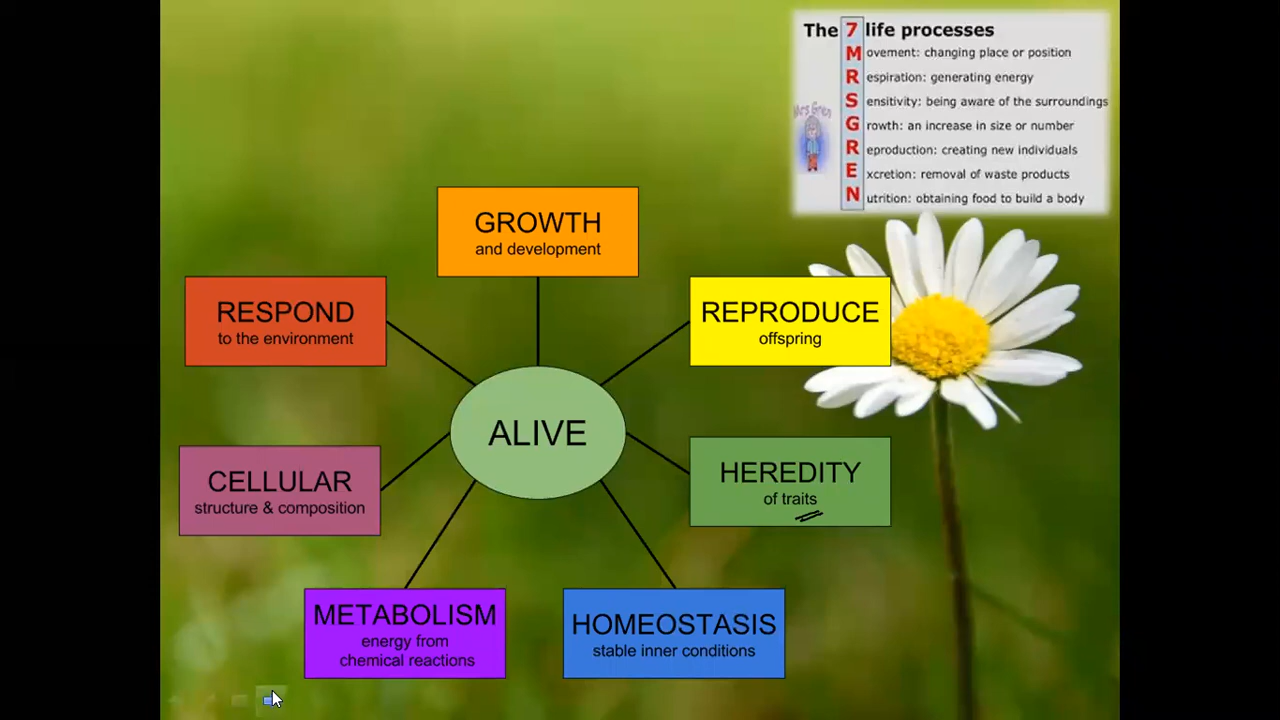 The 7 life processes
Movement: changing place or position
Respiration: generating energy
Sensitivity: being aware of the surroundings
Growth: an increase in size or number
Reproduction: creating new individuals
Excretion: removal of waste products
Nutrition: obtaining food to build a body
Mrs Gren
GROWTH
and development
RESPOND
to the environment
REPRODUCE
offspring
ALIVE
CELLULAR
structure & composition
HEREDITY
of traits
METABOLISM
energy from
chemical reactions
HOMEOSTASIS
stable inner conditions